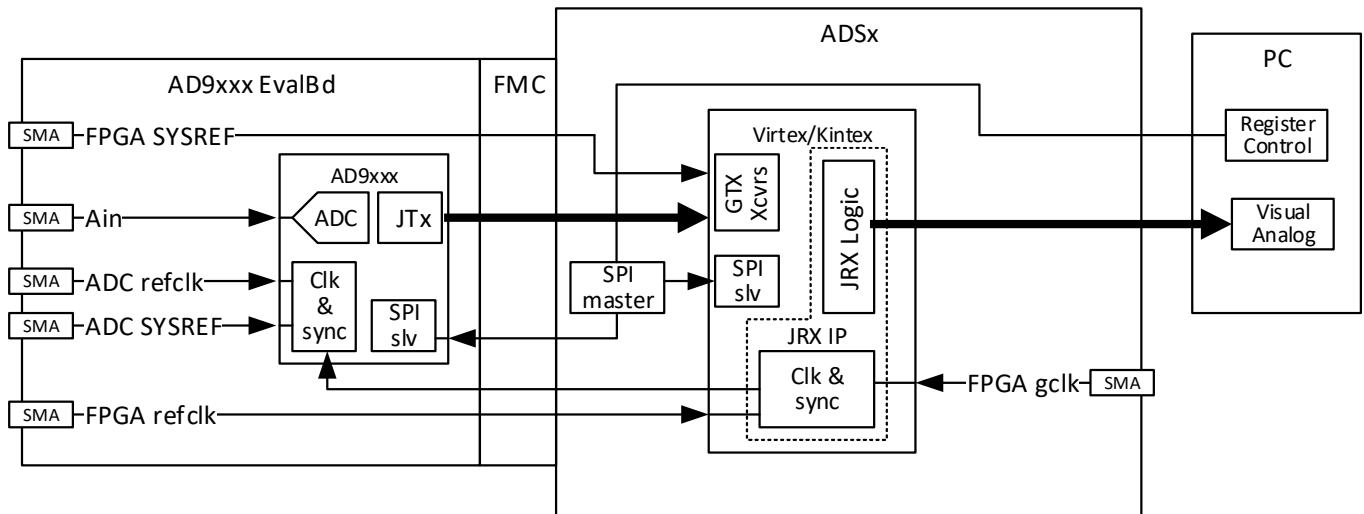 ADSx
PC
AD9xxx EvalBd
FMC
SMA
FPGA SYSREF
Virtex/Kintex
Register
Control
AD9xxx
GTX
Xcvrs
JRX Logic
SMA
Ain
ADC
JTx
Visual
Analog
SMA
ADC refclk
Clk
&
sync
SPI
master
SPI
slv
SMA
ADC SYSREF
SPI
slv
JRX IP
Clk &
sync
FPGA gclk
SMA
SMA
FPGA refclk